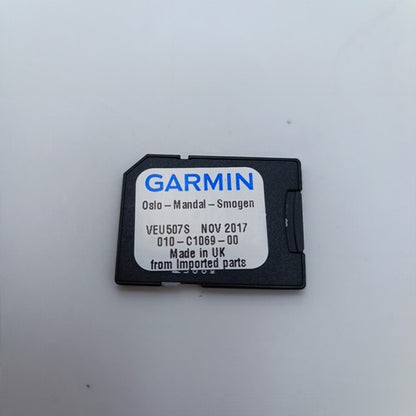 GARMIN
Oslo – Mandal – Smogen
VEU507S NOV 2017
010-C1069-00
Made in UK
from Imported parts